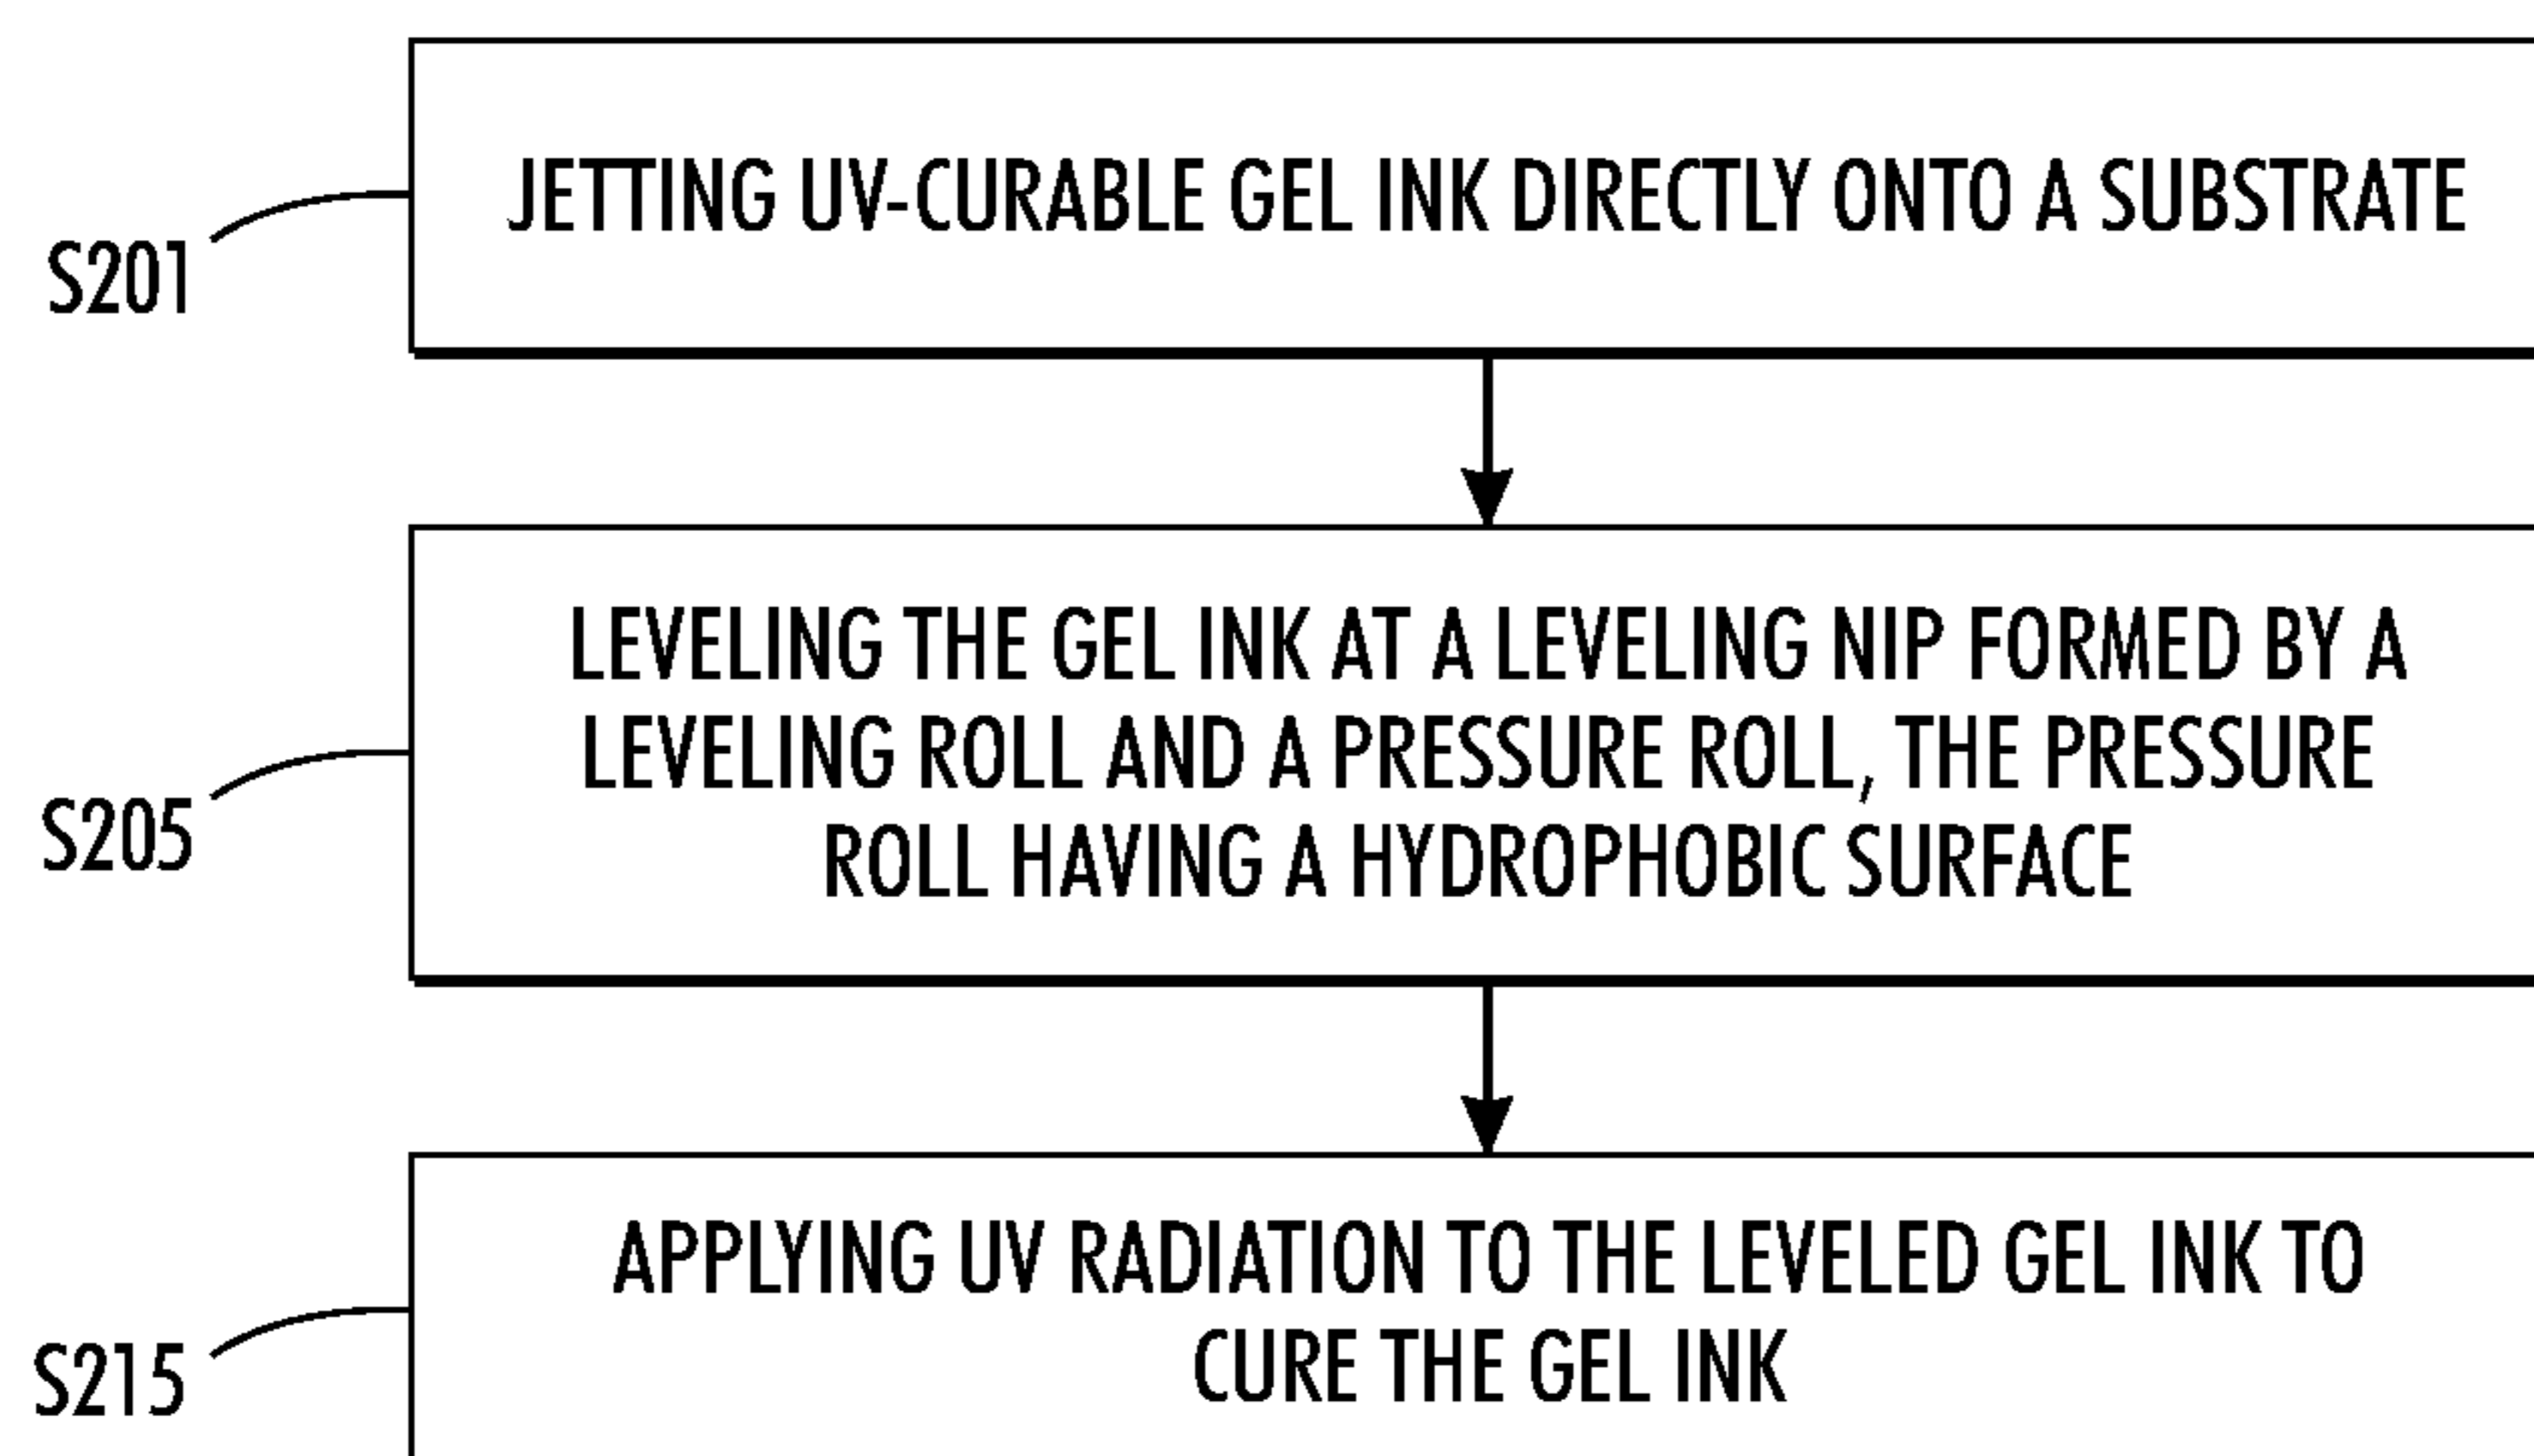 JETTING UV-CURABLE GEL INK DIRECTLY ONTO A SUBSTRATE
S201
LEVELING THE GEL INK AT A LEVELING NIP FORMED BY A
LEVELING ROLL AND A PRESSURE ROLL, THE PRESSURE
ROLL HAVING A HYDROPHOBIC SURFACE
S205
APPLYING UV RADIATION TO THE LEVELED GEL INK TO
CURE THE GEL INK
S215